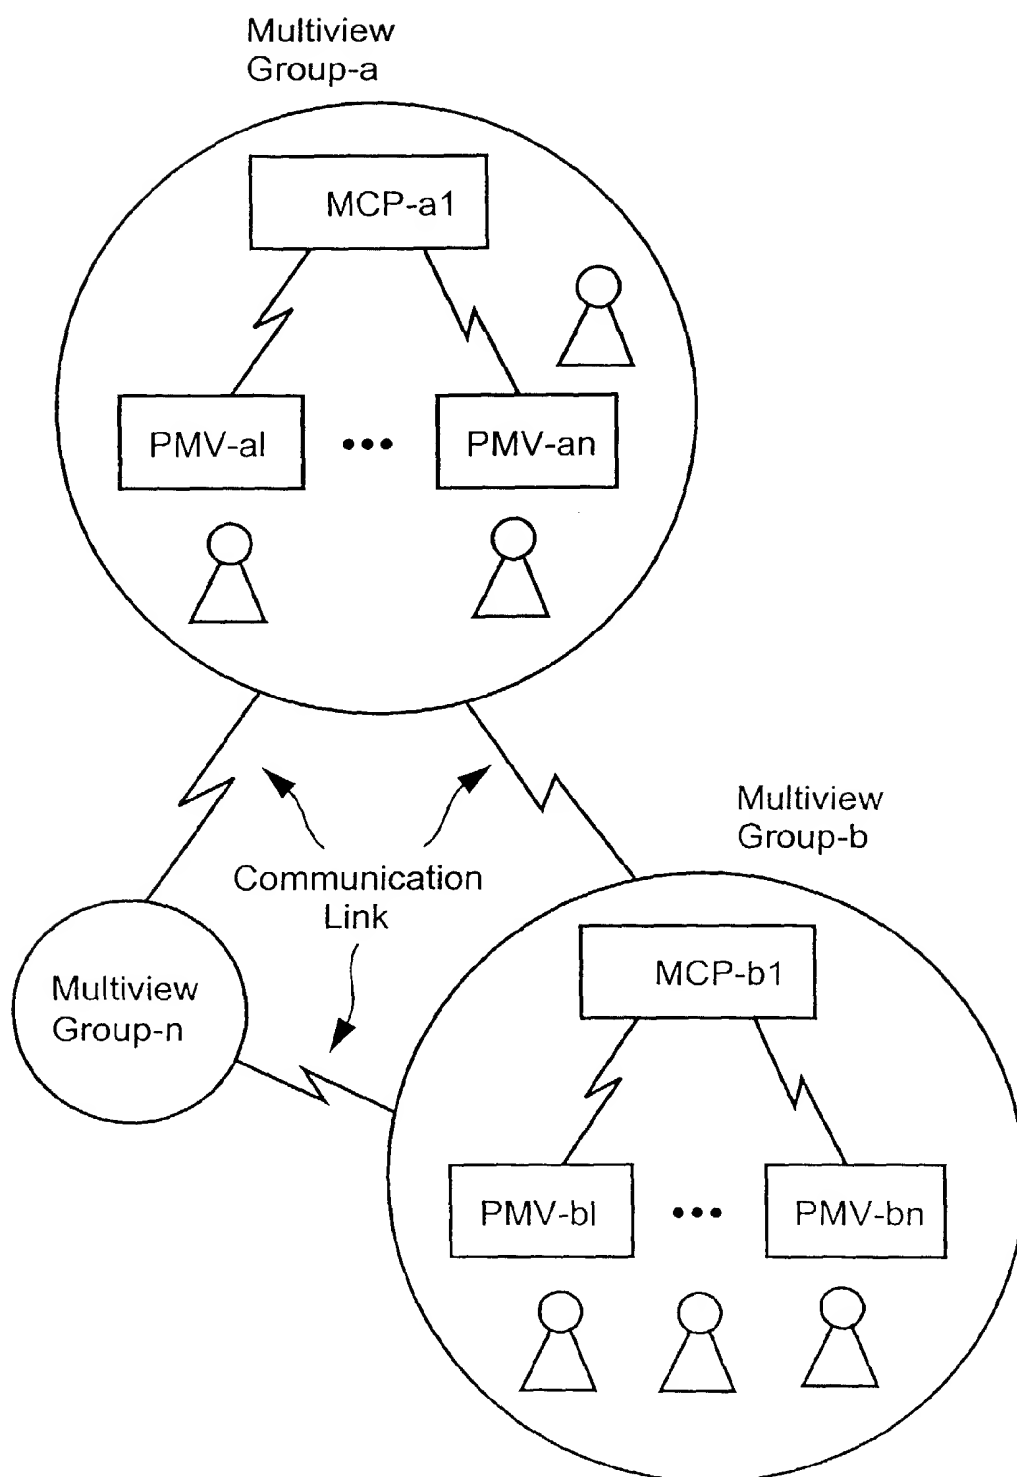 Multiview
Group-a
MCP-a1
PMV-al
•••
PMV-an
Communication
Link
Multiview
Group-b
Multiview
Group-n
MCP-b1
PMV-bl
•••
PMV-bn